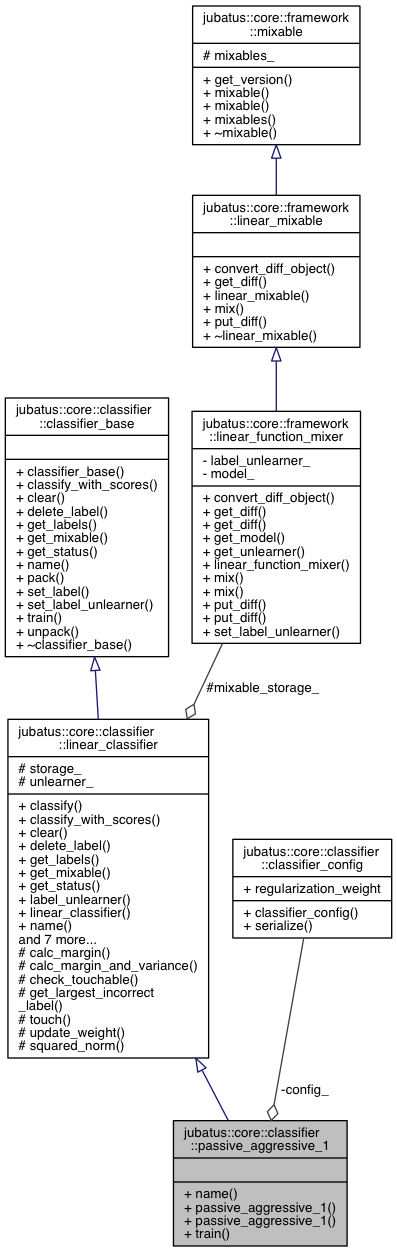 jubatus::core::framework
::mixable
# mixables_
+ get_version()
+ mixable()
+ mixable()
+ mixables()
+ ~mixable()
jubatus::core::framework
::linear_mixable
+ convert_diff_object()
+ get_diff()
+ linear_mixable()
+ mix()
+ put_diff()
+ ~linear_mixable()
jubatus::core::classifier
::classifier_base
+ classifier_base()
+ classify_with_scores()
+ clear()
+ delete_label()
+ get_labels()
+ get_mixable()
+ get_status()
+ name()
+ pack()
+ set_label()
+ set_label_unlearner()
+ train()
+ unpack()
+ ~classifier_base()
jubatus::core::framework
::linear_function_mixer
- label_unlearner_
- model_
+ convert_diff_object()
+ get_diff()
+ get_diff()
+ get_model()
+ get_unlearner()
+ linear_function_mixer()
+ mix()
+ mix()
+ put_diff()
+ put_diff()
+ set_label_unlearner()
#mixable_storage_
jubatus::core::classifier
::linear_classifier
# storage_
# unlearner_
+ classify()
+ classify_with_scores()
+ clear()
+ delete_label()
+ get_labels()
+ get_mixable()
+ get_status()
+ label_unlearner()
+ linear_classifier()
+ name()
and 7 more...
# calc_margin()
# calc_margin_and_variance()
# check_touchable()
# get_largest_incorrect
_label()
# touch()
# update_weight()
# squared_norm()
jubatus::core::classifier
::classifier_config
+ regularization_weight
+ classifier_config()
+ serialize()
-config_
jubatus::core::classifier
::passive_aggressive_1
+ name()
+ passive_aggressive_1()
+ passive_aggressive_1()
+ train()